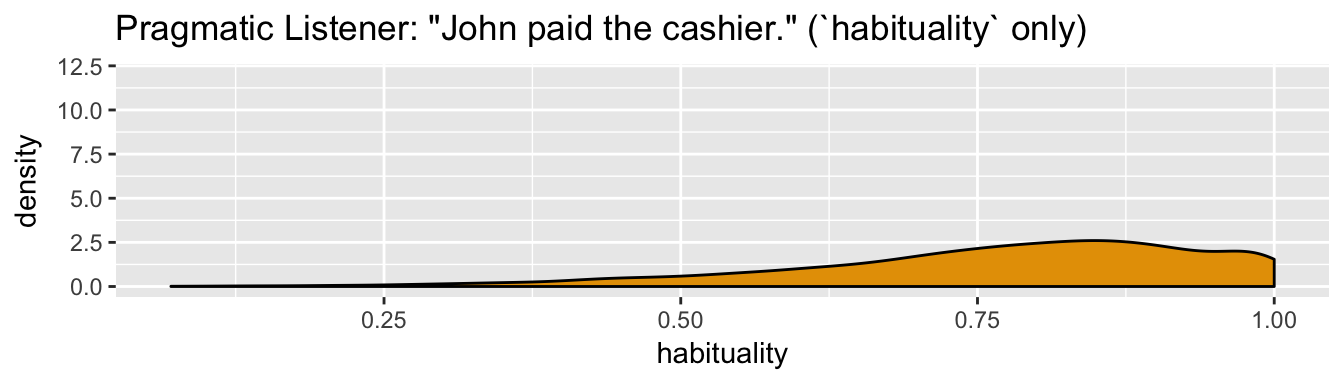 Pragmatic Listener: "John paid the cashier." (`habituality` only)
12.5
10.0
7.5
5.0
2.5
0.0
density
0.25 0.50 0.75 1.00
habituality